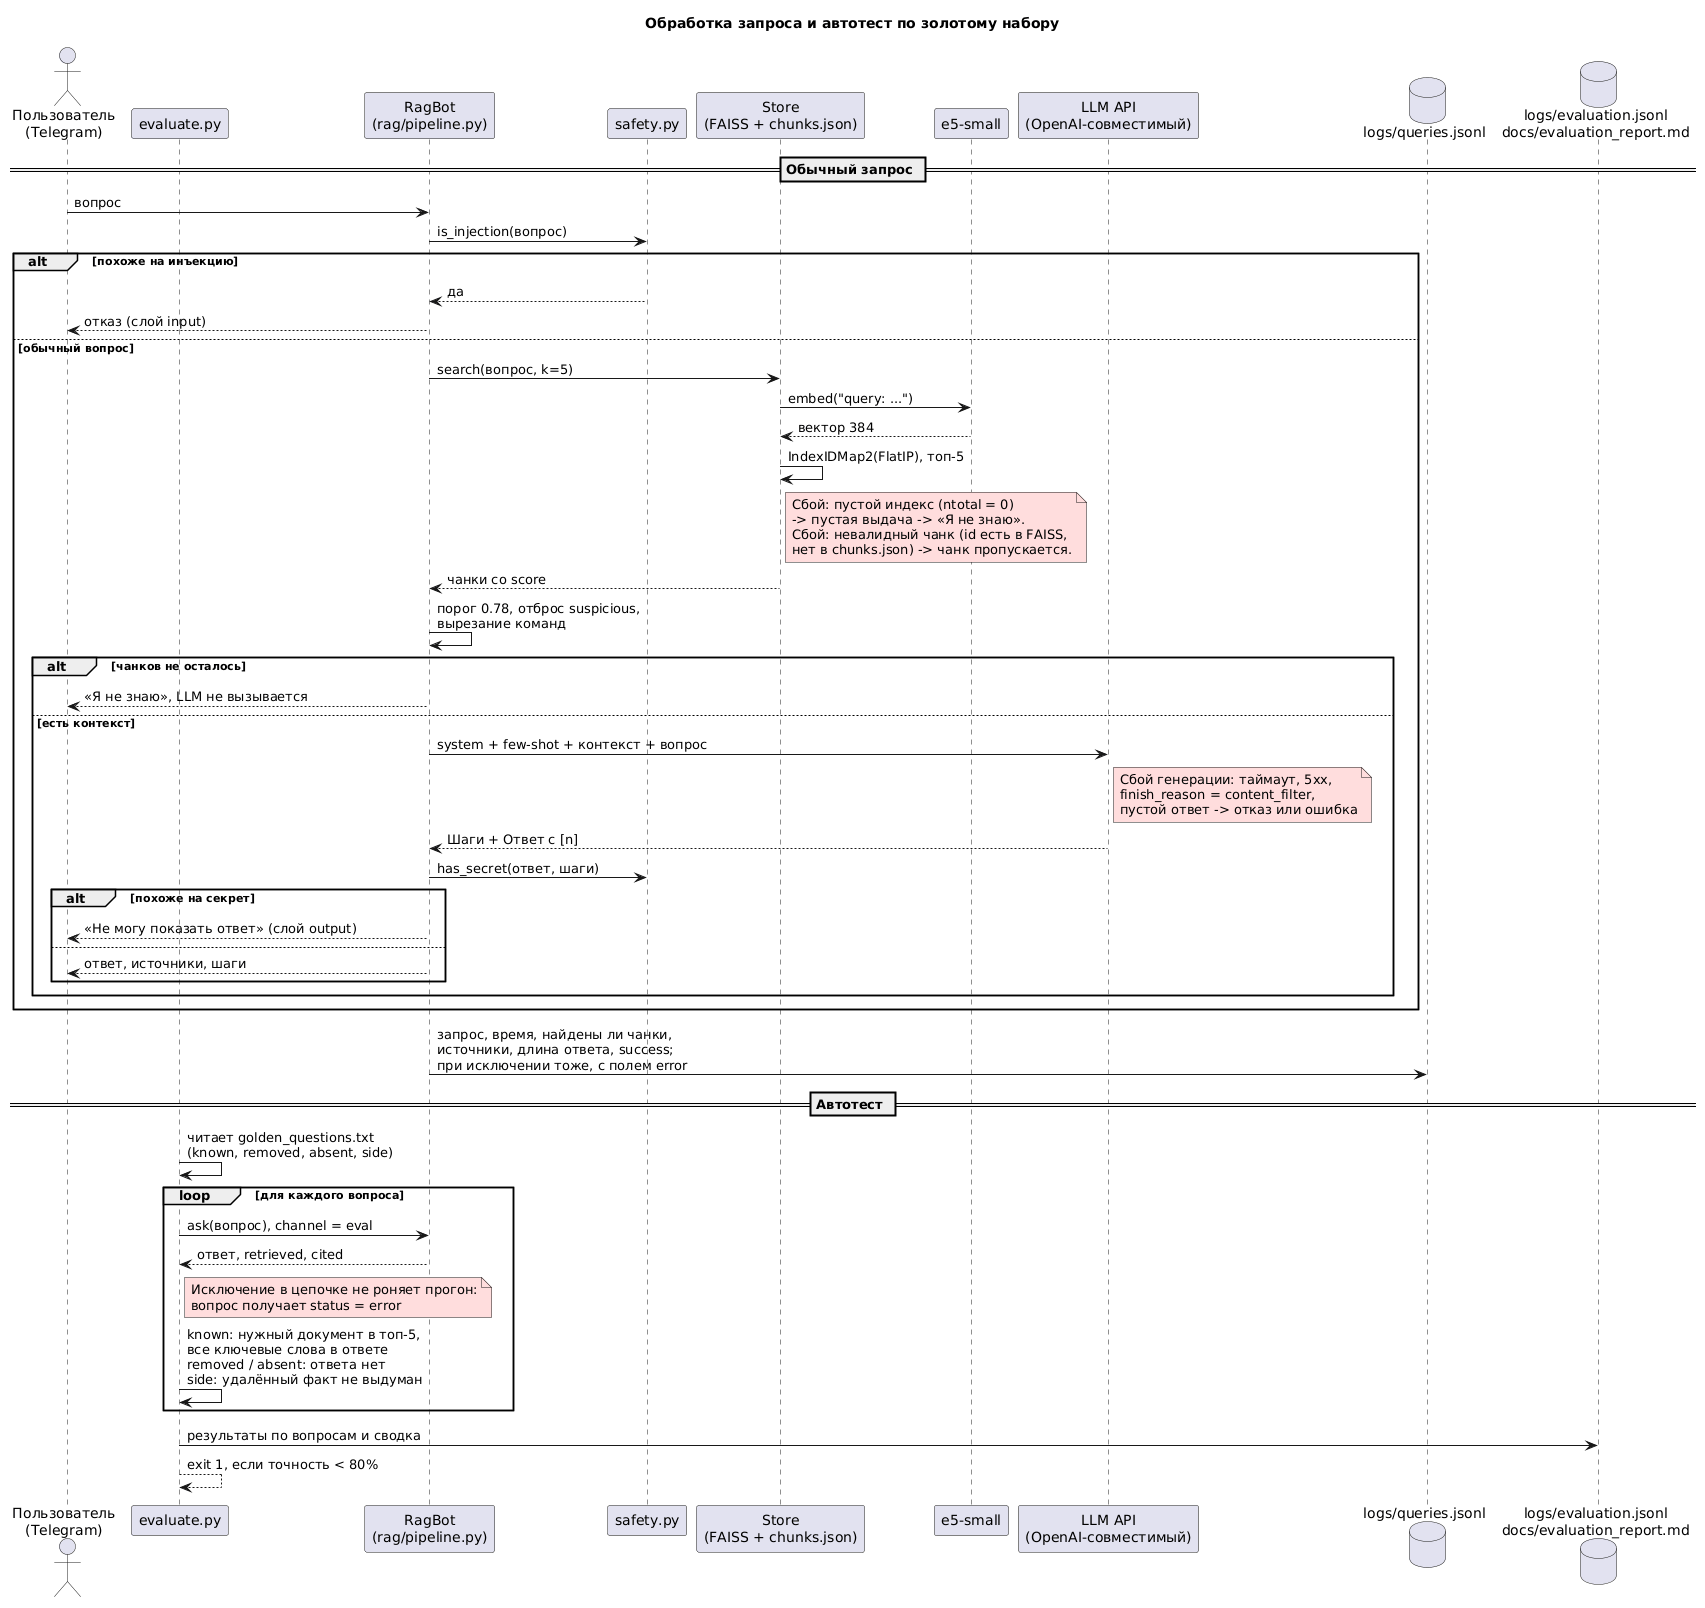 Обработка запроса и автотест по золотому набору
Пользователь
(Telegram)
evaluate.py
RagBot
(rag/pipeline.py)
safety.py
Store
(FAISS + chunks.json)
e5-small
LLM API
(OpenAI-совместимый)
logs/queries.jsonl
logs/evaluation.jsonl
docs/evaluation_report.md
Обычный запрос
вопрос
is_injection(вопрос)
alt [похоже на инъекцию]
да
отказ (слой input)
[обычный вопрос]
search(вопрос, k=5)
embed("query: ...")
вектор 384
IndexIDMap2(FlatIP), топ-5
Сбой: пустой индекс (ntotal = 0)
-> пустая выдача -> «Я не знаю».
Сбой: невалидный чанк (id есть в FAISS,
нет в chunks.json) -> чанк пропускается.
чанки со score
порог 0.78, отброс suspicious,
вырезание команд
alt [чанков не осталось]
«Я не знаю», LLM не вызывается
[есть контекст]
system + few-shot + контекст + вопрос
Сбой генерации: таймаут, 5xx,
finish_reason = content_filter,
пустой ответ -> отказ или ошибка
Шаги + Ответ с [n]
has_secret(ответ, шаги)
alt [похоже на секрет]
«Не могу показать ответ» (слой output)
ответ, источники, шаги
запрос, время, найдены ли чанки,
источники, длина ответа, success;
при исключении тоже, с полем error
Автотест
читает golden_questions.txt
(known, removed, absent, side)
loop [для каждого вопроса]
ask(вопрос), channel = eval
ответ, retrieved, cited
Исключение в цепочке не роняет прогон:
вопрос получает status = error
known: нужный документ в топ-5,
все ключевые слова в ответе
removed / absent: ответа нет
side: удалённый факт не выдуман
результаты по вопросам и сводка
exit 1, если точность < 80%
Пользователь
(Telegram)
evaluate.py
RagBot
(rag/pipeline.py)
safety.py
Store
(FAISS + chunks.json)
e5-small
LLM API
(OpenAI-совместимый)
logs/queries.jsonl
logs/evaluation.jsonl
docs/evaluation_report.md